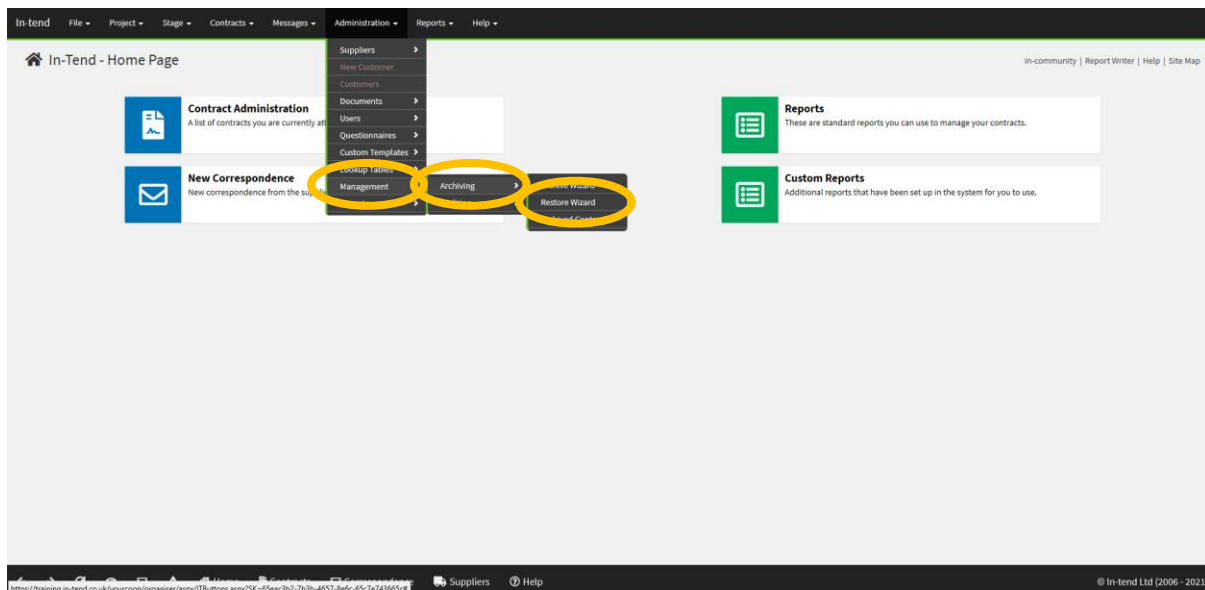 In-tend File Project Stage Contracts Messages Administration Reports Help
In-Tend - Home Page
in-community | Report Writer | Help | Site Map
Suppliers
New Customer
Customers
Documents
Users
Questionnaires
Custom Templates
Lookup Tables
Management
Archiving
Restore Wizard
Contract Administration
A list of contracts you are currently
New Correspondence
New correspondence from the
Reports
These are standard reports you can use to manage your contracts.
Custom Reports
Additional reports that have been set up in the system for you to use.
Suppliers Help
© In-tend Ltd (2006 - 2021